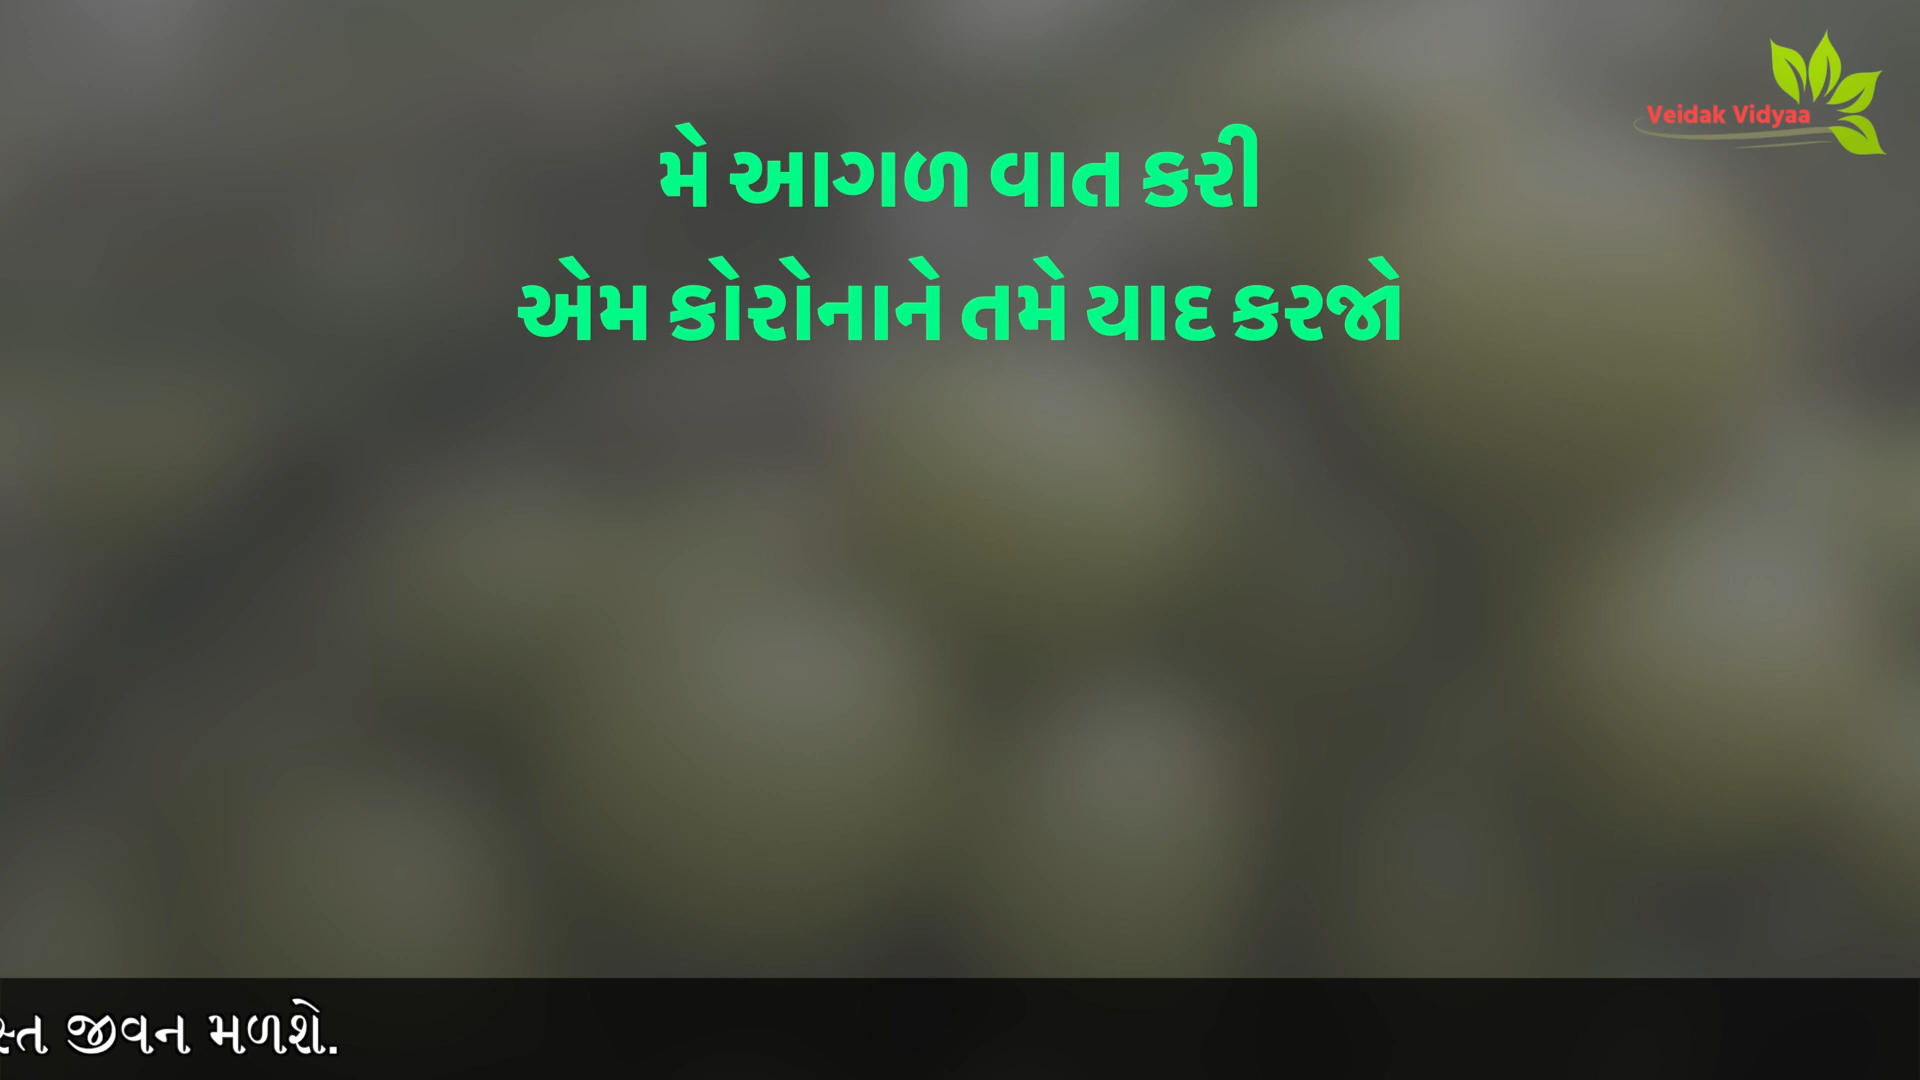 Veidak Vidyaa
મે આગળ વાત કરી
એમ કોરોનાને તમે યાદ કરજો
જીવન મળશે.